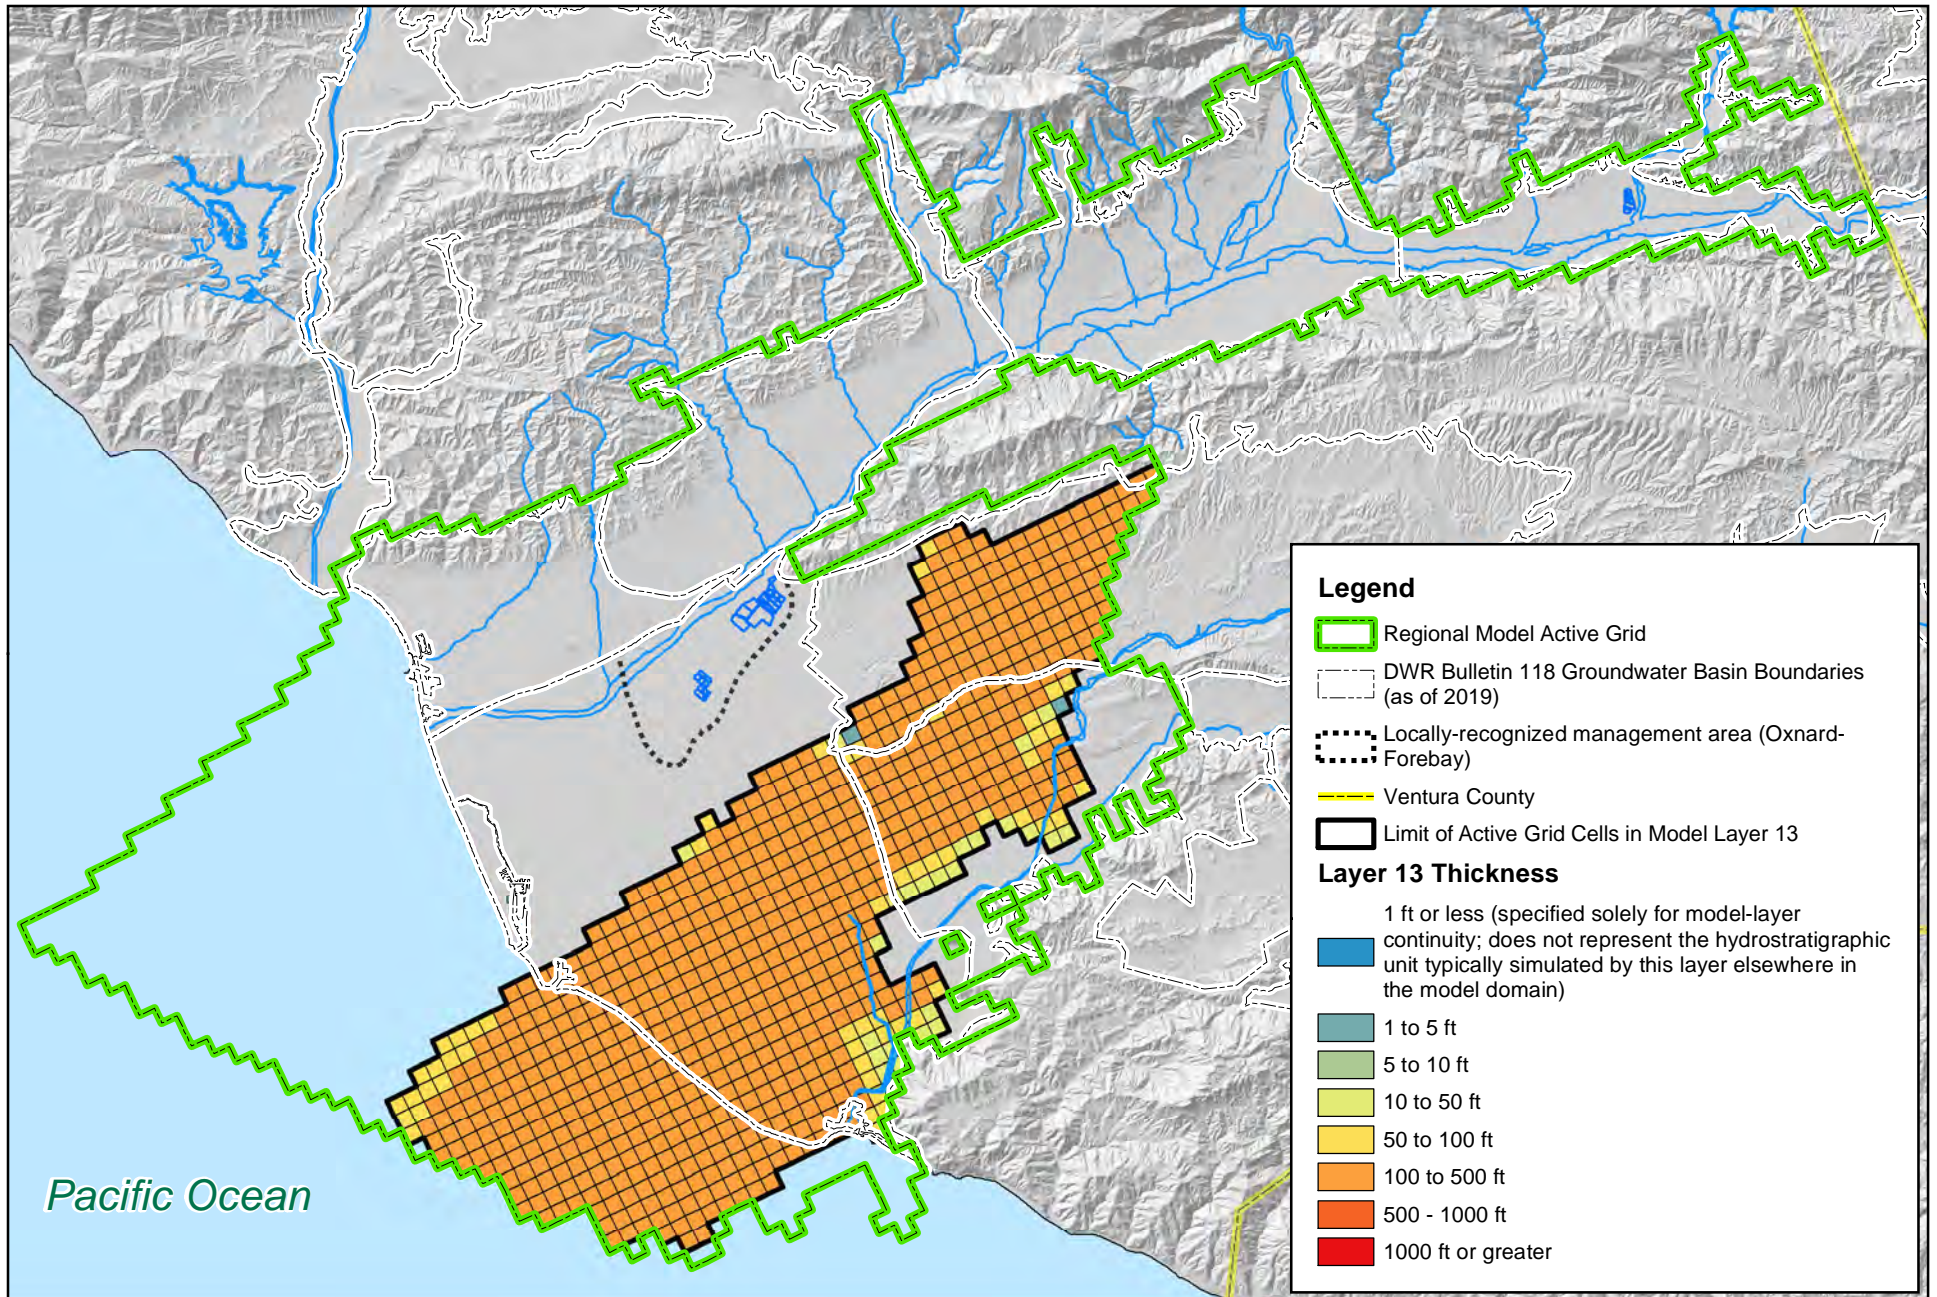 Legend
Regional Model Active Grid
DWR Bulletin 118 Groundwater Basin Boundaries
(as of 2019)
Locally-recognized management area (Oxnard-
Forebay)
Ventura County
Limit of Active Grid Cells in Model Layer 13
Layer 13 Thickness
1 ft or less (specified solely for model-layer
continuity; does not represent the hydrostratigraphic
unit typically simulated by this layer elsewhere in
the model domain)
1 to 5 ft
5 to 10 ft
10 to 50 ft
50 to 100 ft
100 to 500 ft
500 - 1000 ft
1000 ft or greater
Pacific Ocean